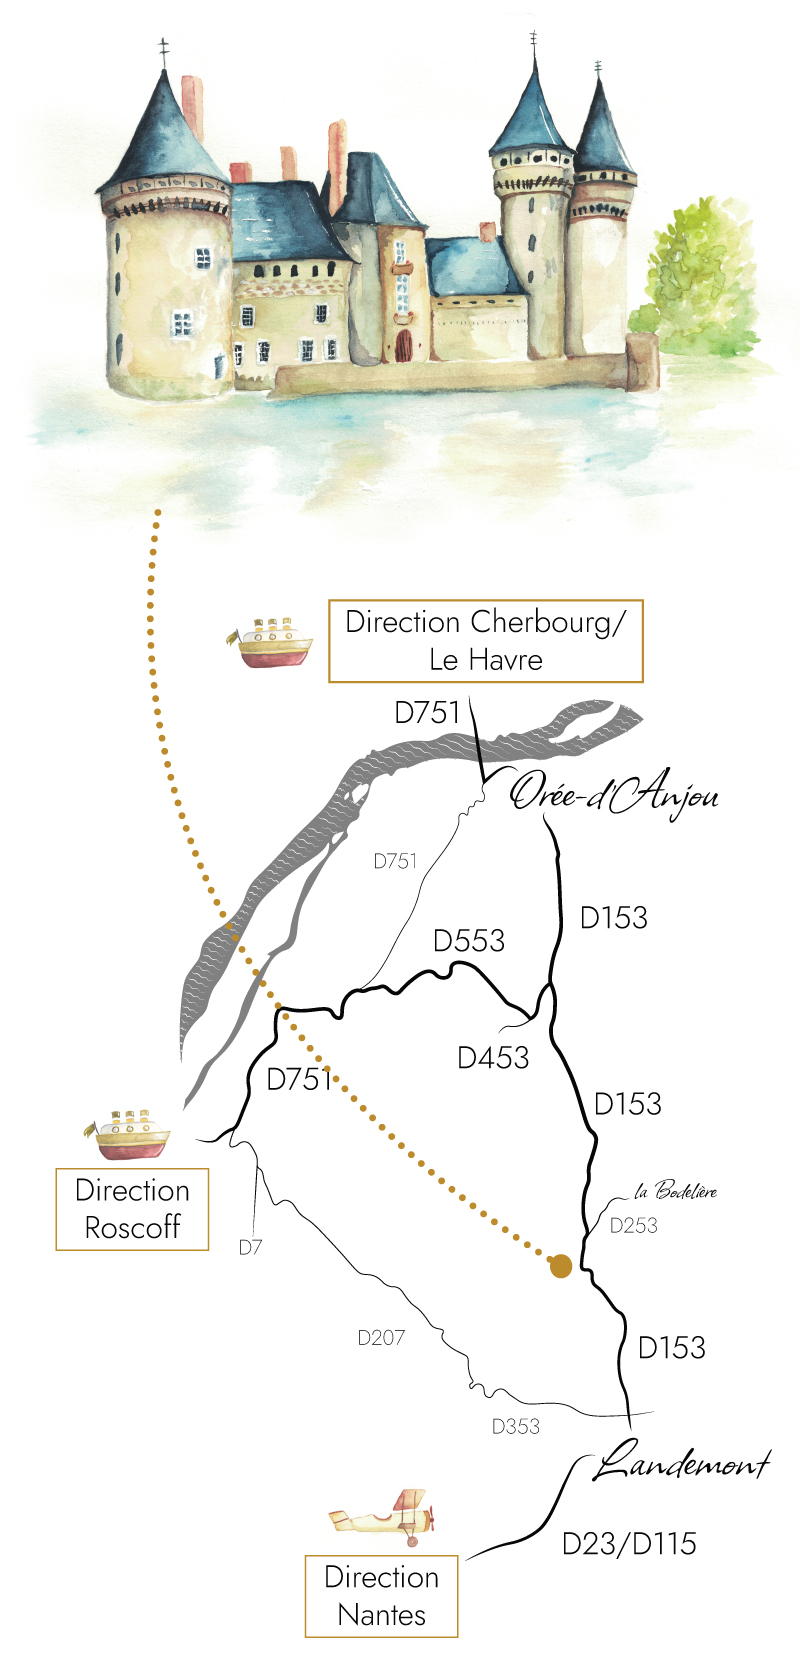 Direction Cherbourg/
Le Havre
D751
Orée-d'Anjou
D751
D153
D553
D453
D751
D153
Direction
Roscoff
la Bodelière
D253
D7
D207
D153
D353
Landemont
D23/D115
Direction
Nantes